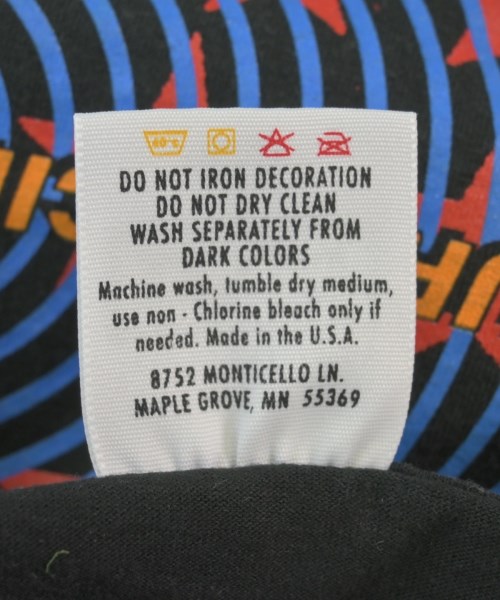 40°c
DO NOT IRON DECORATION
DO NOT DRY CLEAN
WASH SEPARATELY FROM
DARK COLORS
Machine wash, tumble dry medium,
use non - Chlorine bleach only if
needed. Made in the U.S.A.
8752 MONTICELLO LN.
MAPLE GROVE, MN 55369